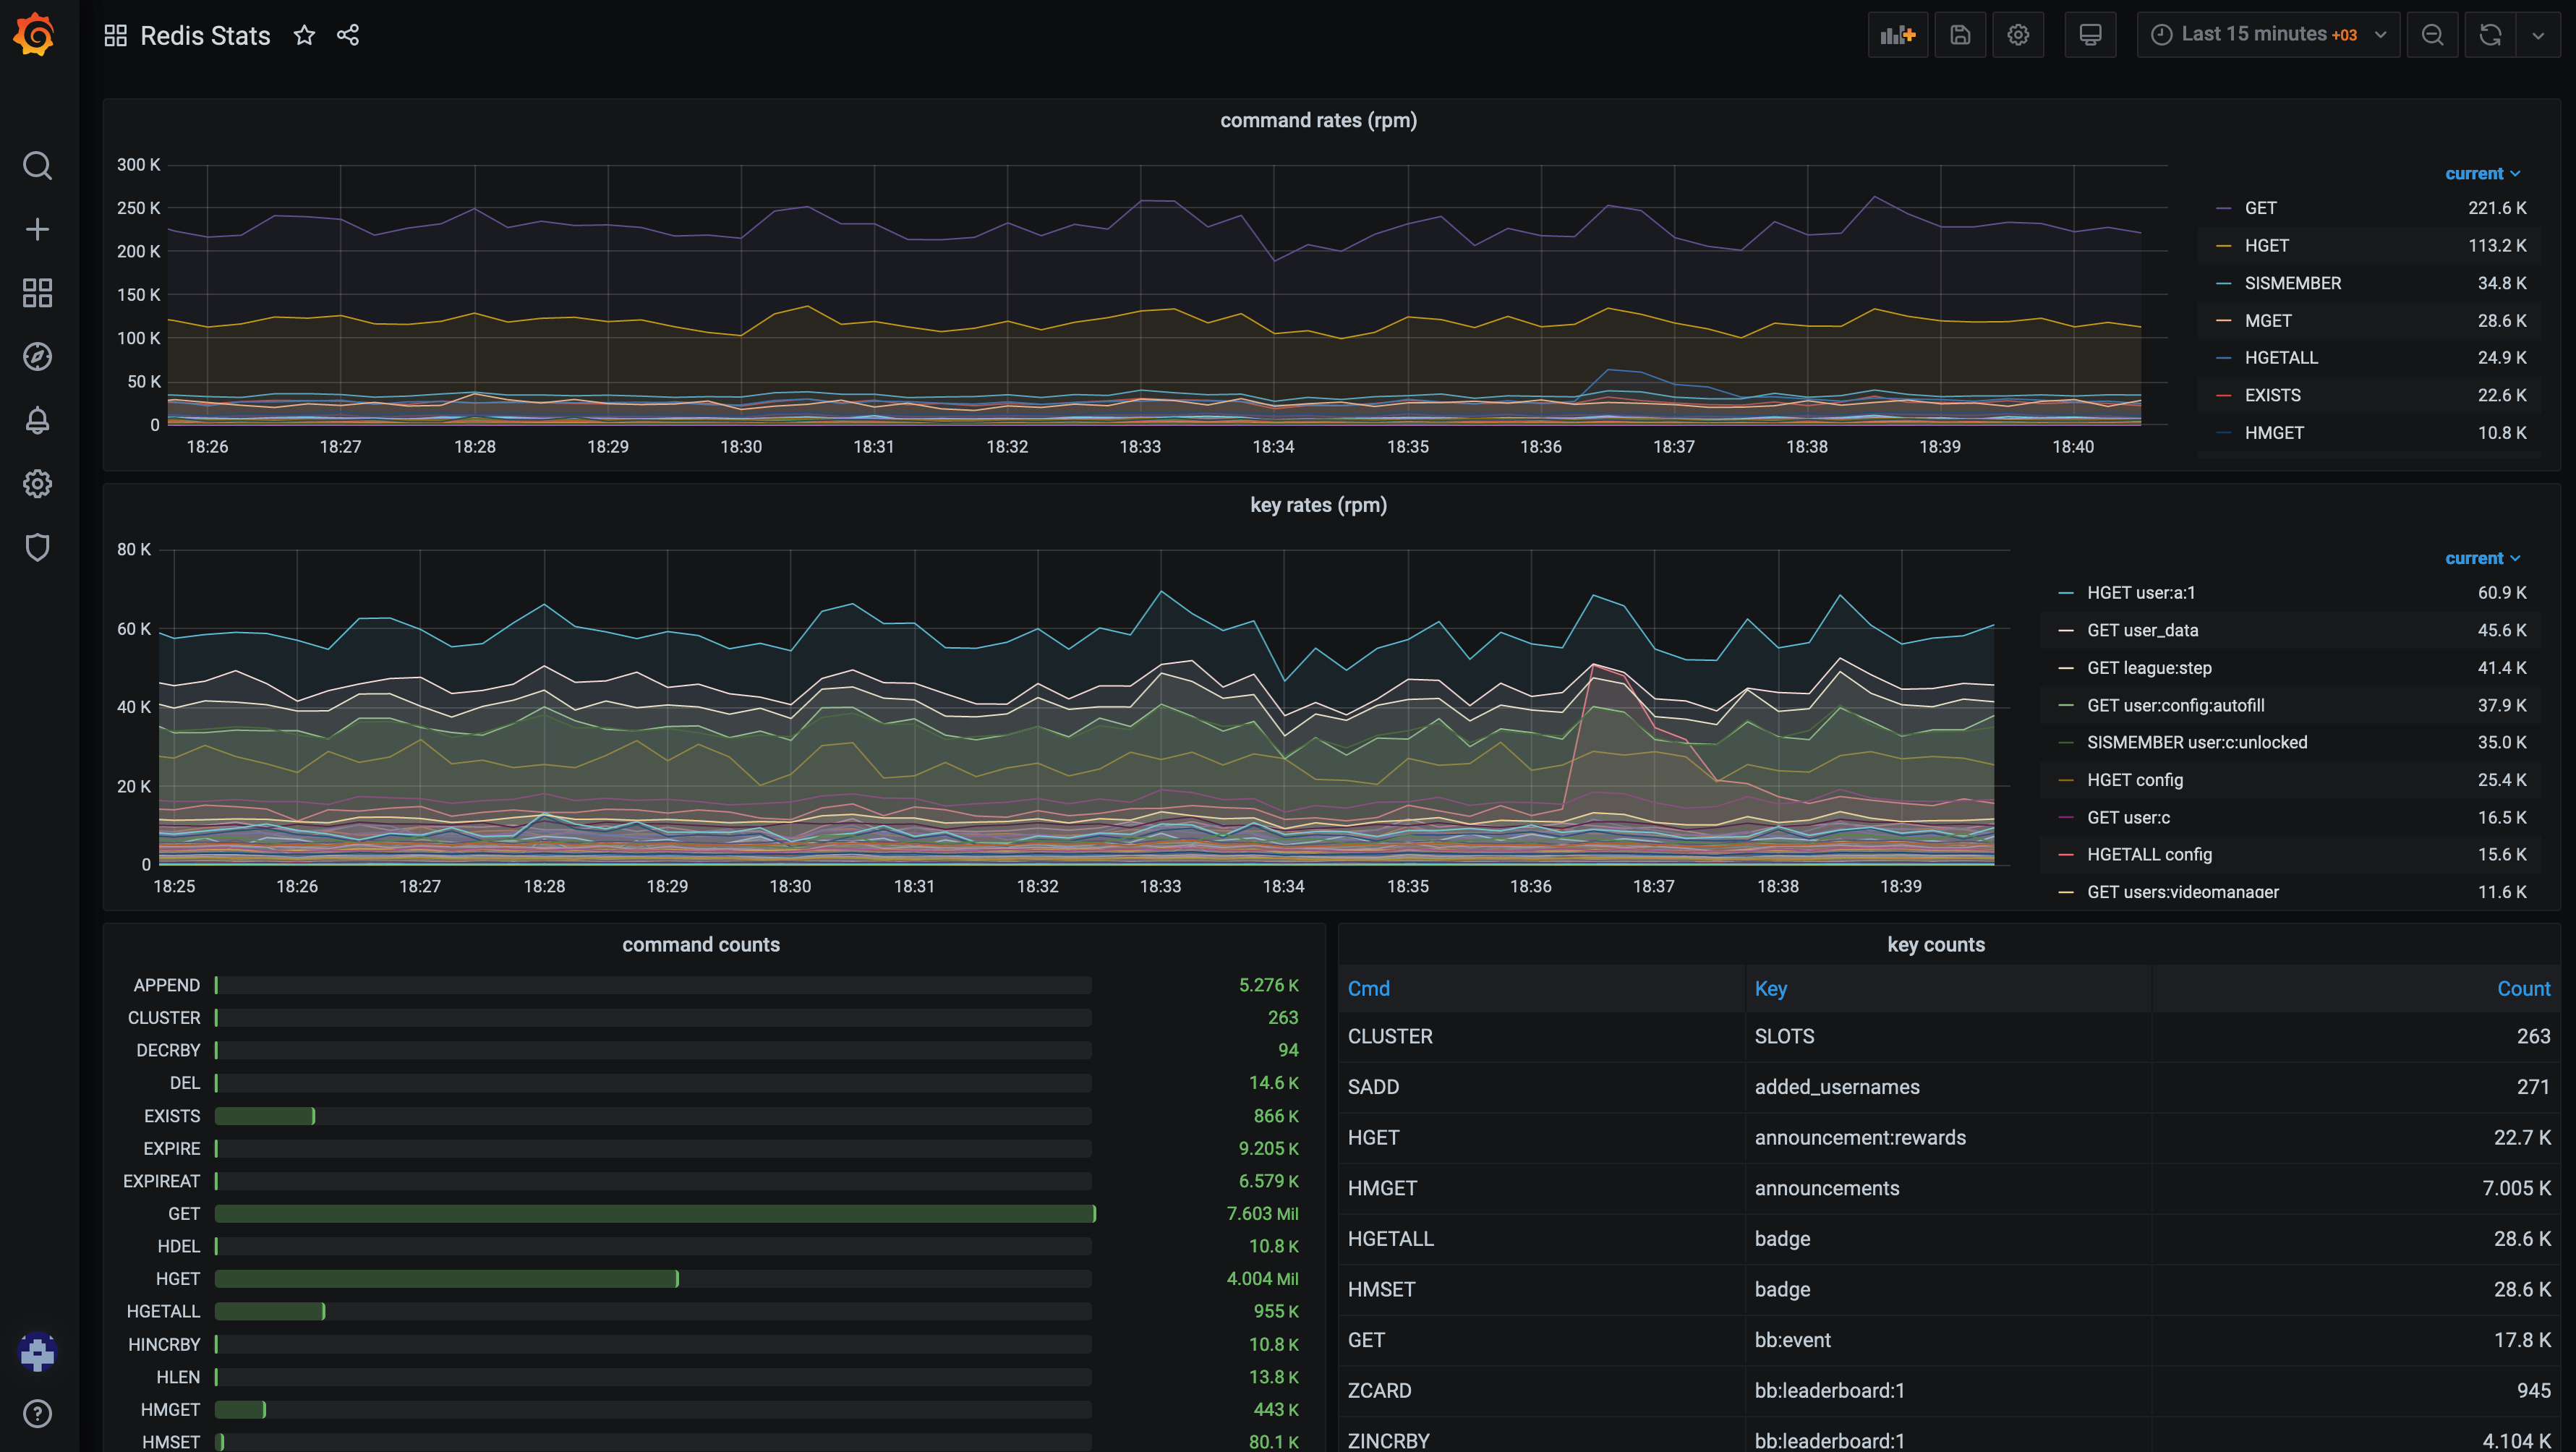 Redis Stats
Last 15 minutes +03
command rates (rpm)
300 K
250 K
200 K
150 K
100 K
50 K
0
18:26 18:27 18:28 18:29 18:30 18:31 18:32 18:33 18:34 18:35 18:36 18:37 18:38 18:39 18:40
current
GET 221.6 K
HGET 113.2 K
SISMEMBER 34.8 K
MGET 28.6 K
HGETALL 24.9 K
EXISTS 22.6 K
HMGET 10.8 K
key rates (rpm)
80 K
60 K
40 K
20 K
0
18:25 18:26 18:27 18:28 18:29 18:30 18:31 18:32 18:33 18:34 18:35 18:36 18:37 18:38 18:39
current
HGET user:a:1 60.9 K
GET user_data 45.6 K
GET league:step 41.4 K
GET user:config:autofill 37.9 K
SISMEMBER user:c:unlocked 35.0 K
HGET config 25.4 K
GET user:c 16.5 K
HGETALL config 15.6 K
GET users:videomanager 11.6 K
command counts
APPEND 5.276 K
CLUSTER 263
DECRBY 94
DEL 14.6 K
EXISTS 866 K
EXPIRE 9.205 K
EXPIREAT 6.579 K
GET 7.603 Mil
HDEL 10.8 K
HGET 4.004 Mil
HGETALL 955 K
HINCRBY 10.8 K
HLEN 13.8 K
HMGET 443 K
HMSET 80.1 K
key counts
Cmd Key Count
CLUSTER SLOTS 263
SADD added_usernames 271
HGET announcement:rewards 22.7 K
HMGET announcements 7.005 K
HGETALL badge 28.6 K
HMSET badge 28.6 K
GET bb:event 17.8 K
ZCARD bb:leaderboard:1 945
ZINCRBY bb:leaderboard:1 4.104 K